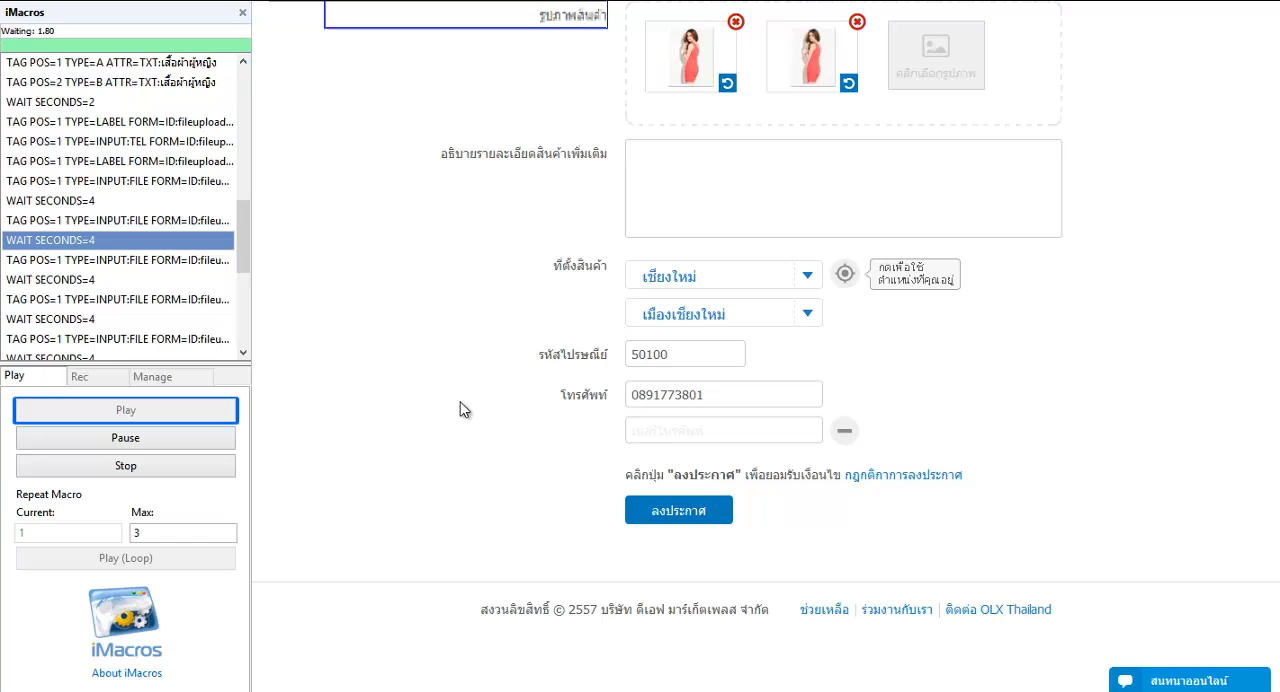 iMacros
Waiting: 1.80
TAG POS=1 TYPE=A ATTR=TXT:เสื้อผ้าผู้หญิง
TAG POS=2 TYPE=B ATTR=TXT:เสื้อผ้าผู้หญิง
WAIT SECONDS=2
TAG POS=1 TYPE=LABEL FORM=ID:fileupload...
TAG POS=1 TYPE=INPUT:TEL FORM=ID:fileup...
TAG POS=1 TYPE=LABEL FORM=ID:fileupload...
TAG POS=1 TYPE=INPUT:FILE FORM=ID:fileu...
WAIT SECONDS=4
TAG POS=1 TYPE=INPUT:FILE FORM=ID:fileu...
WAIT SECONDS=4
TAG POS=1 TYPE=INPUT:FILE FORM=ID:fileu...
WAIT SECONDS=4
TAG POS=1 TYPE=INPUT:FILE FORM=ID:fileu...
WAIT SECONDS=4
TAG POS=1 TYPE=INPUT:FILE FORM=ID:fileu...
WAIT SECONDS=4
Play
Rec
Manage
Play
Pause
Stop
Repeat Macro
Current:
Max:
1
3
Play (Loop)
iMacros
About iMacros
รูปภาพสินค้า
คลิกเลือกรูปภาพ
อธิบายรายละเอียดสินค้าเพิ่มเติม
ที่ตั้งสินค้า
เชียงใหม่
กดเพื่อใช้
ตำแหน่งที่คุณอยู่
เมืองเชียงใหม่
รหัสไปรษณีย์
50100
โทรศัพท์
0891773801
เบอร์โทรศัพท์
คลิกปุ่ม "ลงประกาศ" เพื่อยอมรับเงื่อนไข กฎกติกาการลงประกาศ
ลงประกาศ
สงวนลิขสิทธิ์ © 2557 บริษัท ดีเอฟ มาร์เก็ตเพลส จำกัด
ช่วยเหลือ
ร่วมงานกับเรา
ติดต่อ OLX Thailand
สนทนาออนไลน์